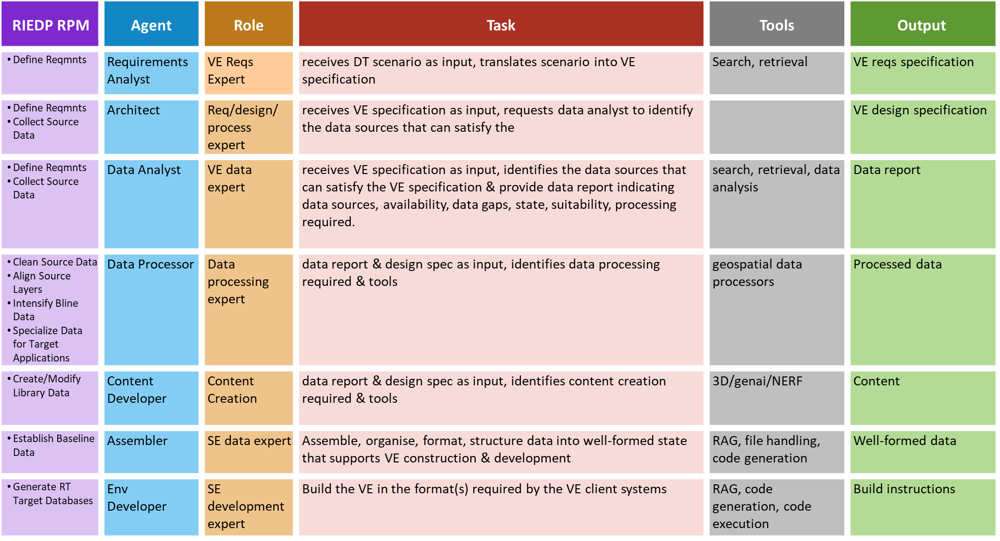 RIEDP RPM
Agent
Role
Task
Tools
Output
• Define Reqmnts
Requirements
Analyst
VE Reqs
Expert
receives DT scenario as input, translates scenario into VE
specification
Search, retrieval
VE reqs specification
• Define Reqmnts
• Collect Source
Data
Architect
Req/design/
process
expert
receives VE specification as input, requests data analyst to identify
the data sources that can satisfy the
VE design specification
• Define Reqmnts
• Collect Source
Data
Data Analyst
VE data
expert
receives VE specification as input, identifies the data sources that
can satisfy the VE specification & provide data report indicating
data sources, availability, data gaps, state, suitability, processing
required.
search, retrieval, data
analysis
Data report
• Clean Source Data
• Align Source
Layers
• Intensify Bline
Data
• Specialize Data
for Target
Applications
Data Processor
Data
processing
expert
data report & design spec as input, identifies data processing
required & tools
geospatial data
processors
Processed data
• Create/Modify
Library Data
Content
Developer
Content
Creation
data report & design spec as input, identifies content creation
required & tools
3D/genai/NERF
Content
• Establish Baseline
Data
Assembler
SE data expert
Assemble, organise, format, structure data into well-formed state
that supports VE construction & development
RAG, file handling,
code generation
Well-formed data
• Generate RT
Target Databases
Env
Developer
SE
development
expert
Build the VE in the format(s) required by the VE client systems
RAG, code
generation, code
execution
Build instructions